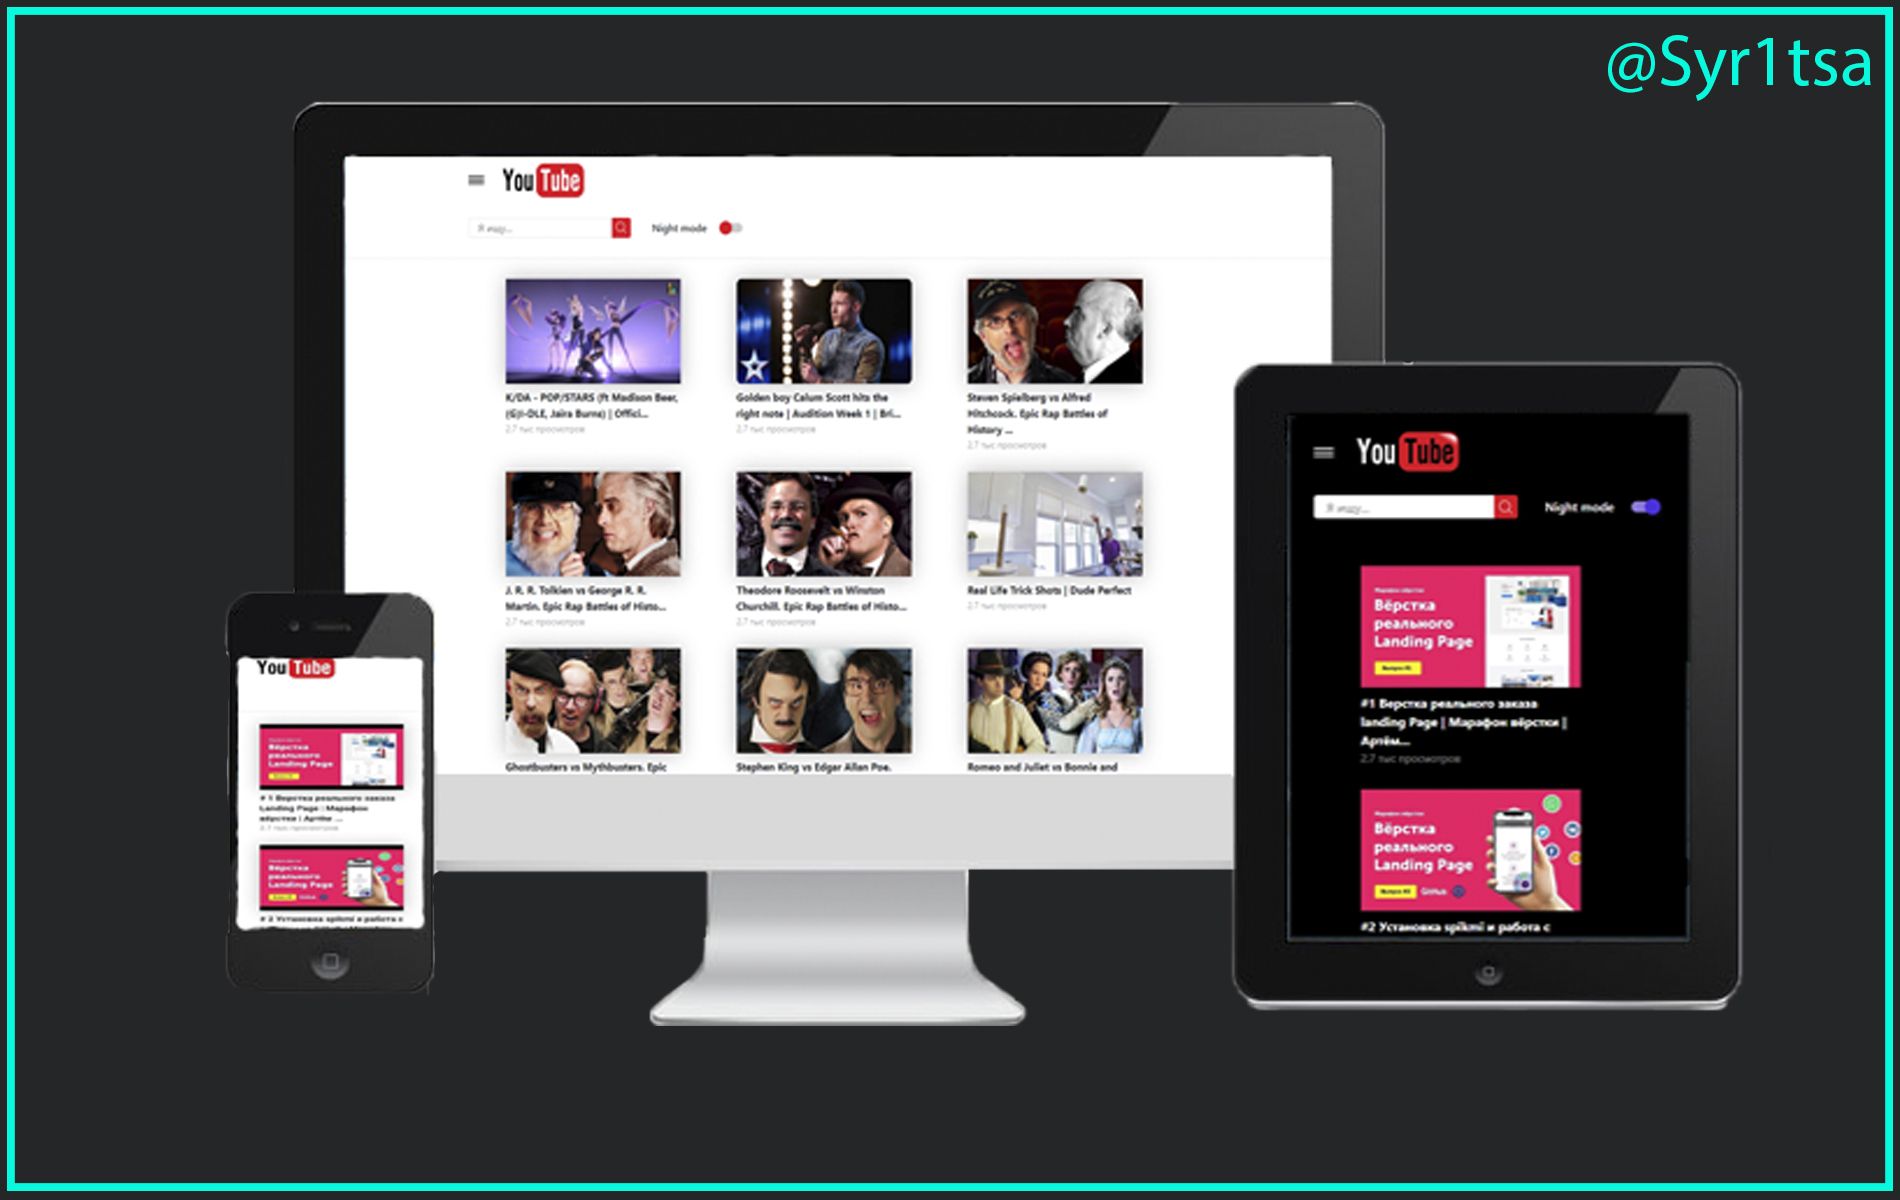 @Syr1tsa
YouTube
Я ищу...
Night mode
K/DA - POP/STARS (ft Madison Beer,
(G)I-DLE, Jaira Burns) | Offici...
2.7 тыс просмотров
Golden boy Calum Scott hits the
right note | Audition Week 1 | Bri...
2.7 тыс просмотров
Steven Spielberg vs Alfred
Hitchcock. Epic Rap Battles of
History ...
2.7 тыс просмотров
J. R. R. Tolkien vs George R. R.
Martin. Epic Rap Battles of Histo...
2.7 тыс просмотров
Theodore Roosevelt vs Winston
Churchill. Epic Rap Battles of Histo...
2.7 тыс просмотров
Real Life Trick Shots | Dude Perfect
2.7 тыс просмотров
Ghostbusters vs Mythbusters. Epic
Stephen King vs Edgar Allan Poe.
Romeo and Juliet vs Bonnie and
YouTube
Вёрстка
реального
Landing Page
# 1 Верстка реального заказа
Landing Page | Марафон
вёрстки | Артём ...
2.7 тыс просмотров
Вёрстка
реального
Landing Page
# 2 Установка spikmi и работа с
YouTube
Я ищу...
Night mode
Марафон вёрстки
Вёрстка
реального
Landing Page
Выпуск #1
#1 Верстка реального заказа
landing Page | Марафон вёрстки |
Артём...
2.7 тыс просмотров
Марафон вёрстки
Вёрстка
реального
Landing Page
#2 Установка spikmi и работа с